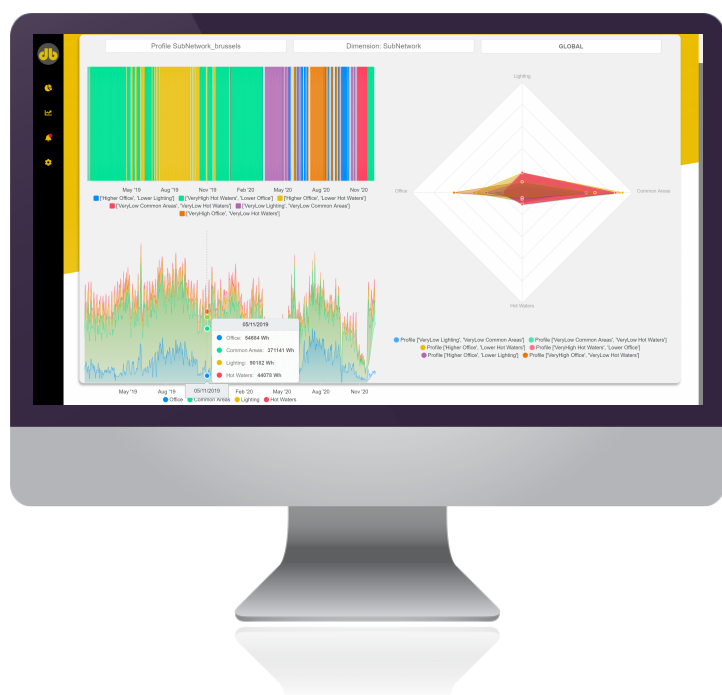 db
Profile SubNetwork_brussels
Dimension: SubNetwork
GLOBAL
May '19 Aug '19 Nov '19 Feb '20 May '20 Aug '20 Nov '20
['Higher Office', 'Lower Lighting'] ['VeryHigh Hot Waters', 'Lower Office'] ['Higher Office', 'Lower Hot Waters']
['VeryLow Common Areas', 'VeryLow Hot Waters'] ['VeryLow Lighting', 'VeryLow Common Areas']
['VeryHigh Office', 'VeryLow Hot Waters']
Lighting
Office
Common Areas
Hot Waters
Profile ['VeryLow Lighting', 'VeryLow Common Areas'] Profile ['VeryLow Common Areas', 'VeryLow Hot Waters']
Profile ['Higher Office', 'Lower Hot Waters'] Profile ['VeryHigh Hot Waters', 'Lower Office']
Profile ['Higher Office', 'Lower Lighting'] Profile ['VeryHigh Office', 'VeryLow Hot Waters']
05/11/2019
Office: 54684 Wh
Common Areas: 371141 Wh
Lighting: 90182 Wh
Hot Waters: 44078 Wh
May '19 Aug '19 05/11/2019 Feb '20 May '20 Aug '20 Nov '20
Office Common Areas Lighting Hot Waters